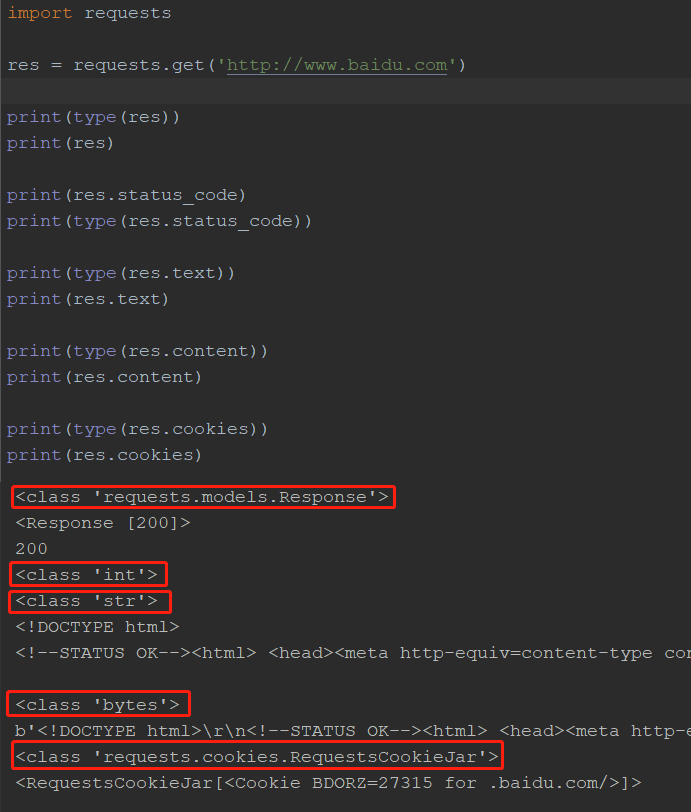 import requests
res = requests.get('http://www.baidu.com')
print(type(res))
print(res)
print(res.status_code)
print(type(res.status_code))
print(type(res.text))
print(res.text)
print(type(res.content))
print(res.content)
print(type(res.cookies))
print(res.cookies)
<class 'requests.models.Response'>
<Response [200]>
200
<class 'int'>
<class 'str'>
<!DOCTYPE html>
<!--STATUS OK--><html> <head><meta http-equiv=content-type con
<class 'bytes'>
b'<!DOCTYPE html>\r\n<!--STATUS OK--><html> <head><meta http-e
<class 'requests.cookies.RequestsCookieJar'>
<RequestsCookieJar[<Cookie BDORZ=27315 for .baidu.com/>]>